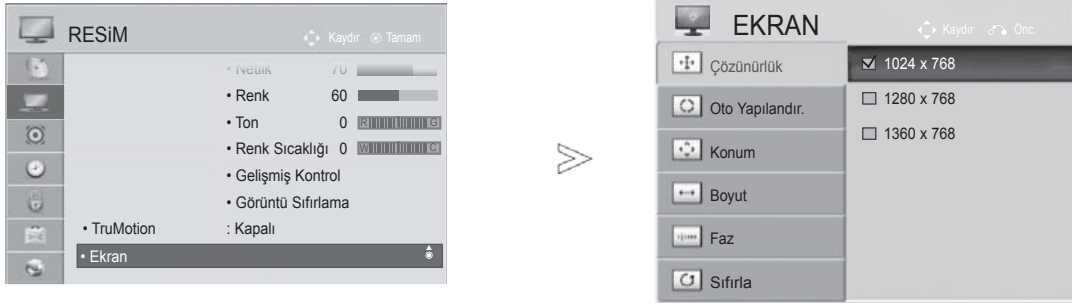 RESiM
Kaydır Tamam
• Netlik 70
• Renk 60
• Ton 0 R G
• Renk Sıcaklığı 0 W C
• Gelişmiş Kontrol
• Görüntü Sıfırlama
• TruMotion : Kapalı
• Ekran
EKRAN
Kaydır Önc.
Çözünürlük
Oto Yapılandır.
Konum
Boyut
Faz
Sıfırla
1024 x 768
1280 x 768
1360 x 768